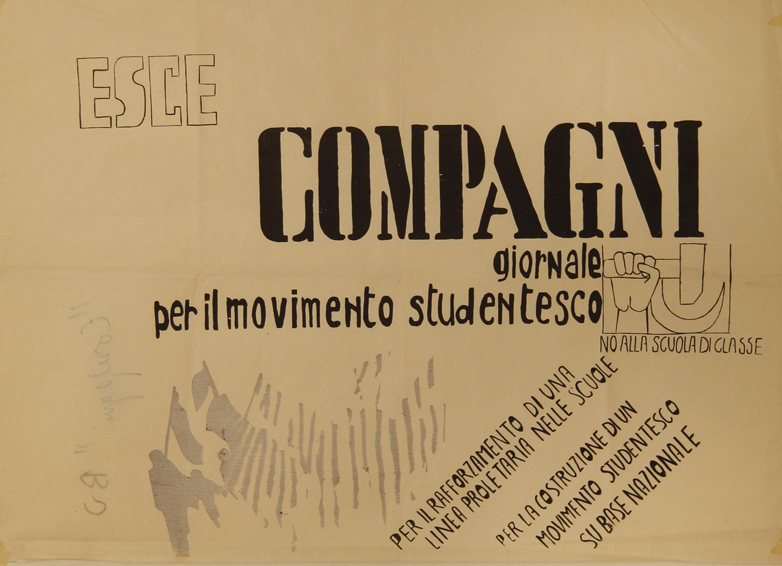 ESCE
COMPAGNI
giornale
per il movimento studentesco
NO ALLA SCUOLA DI CLASSE
PER IL RAFFORZAMENTO DI UNA
LINEA PROLETARIA NELLE SCUOLE
PER LA COSTRUZIONE DI UN
MOVIMENTO STUDENTESCO
SU BASE NAZIONALE